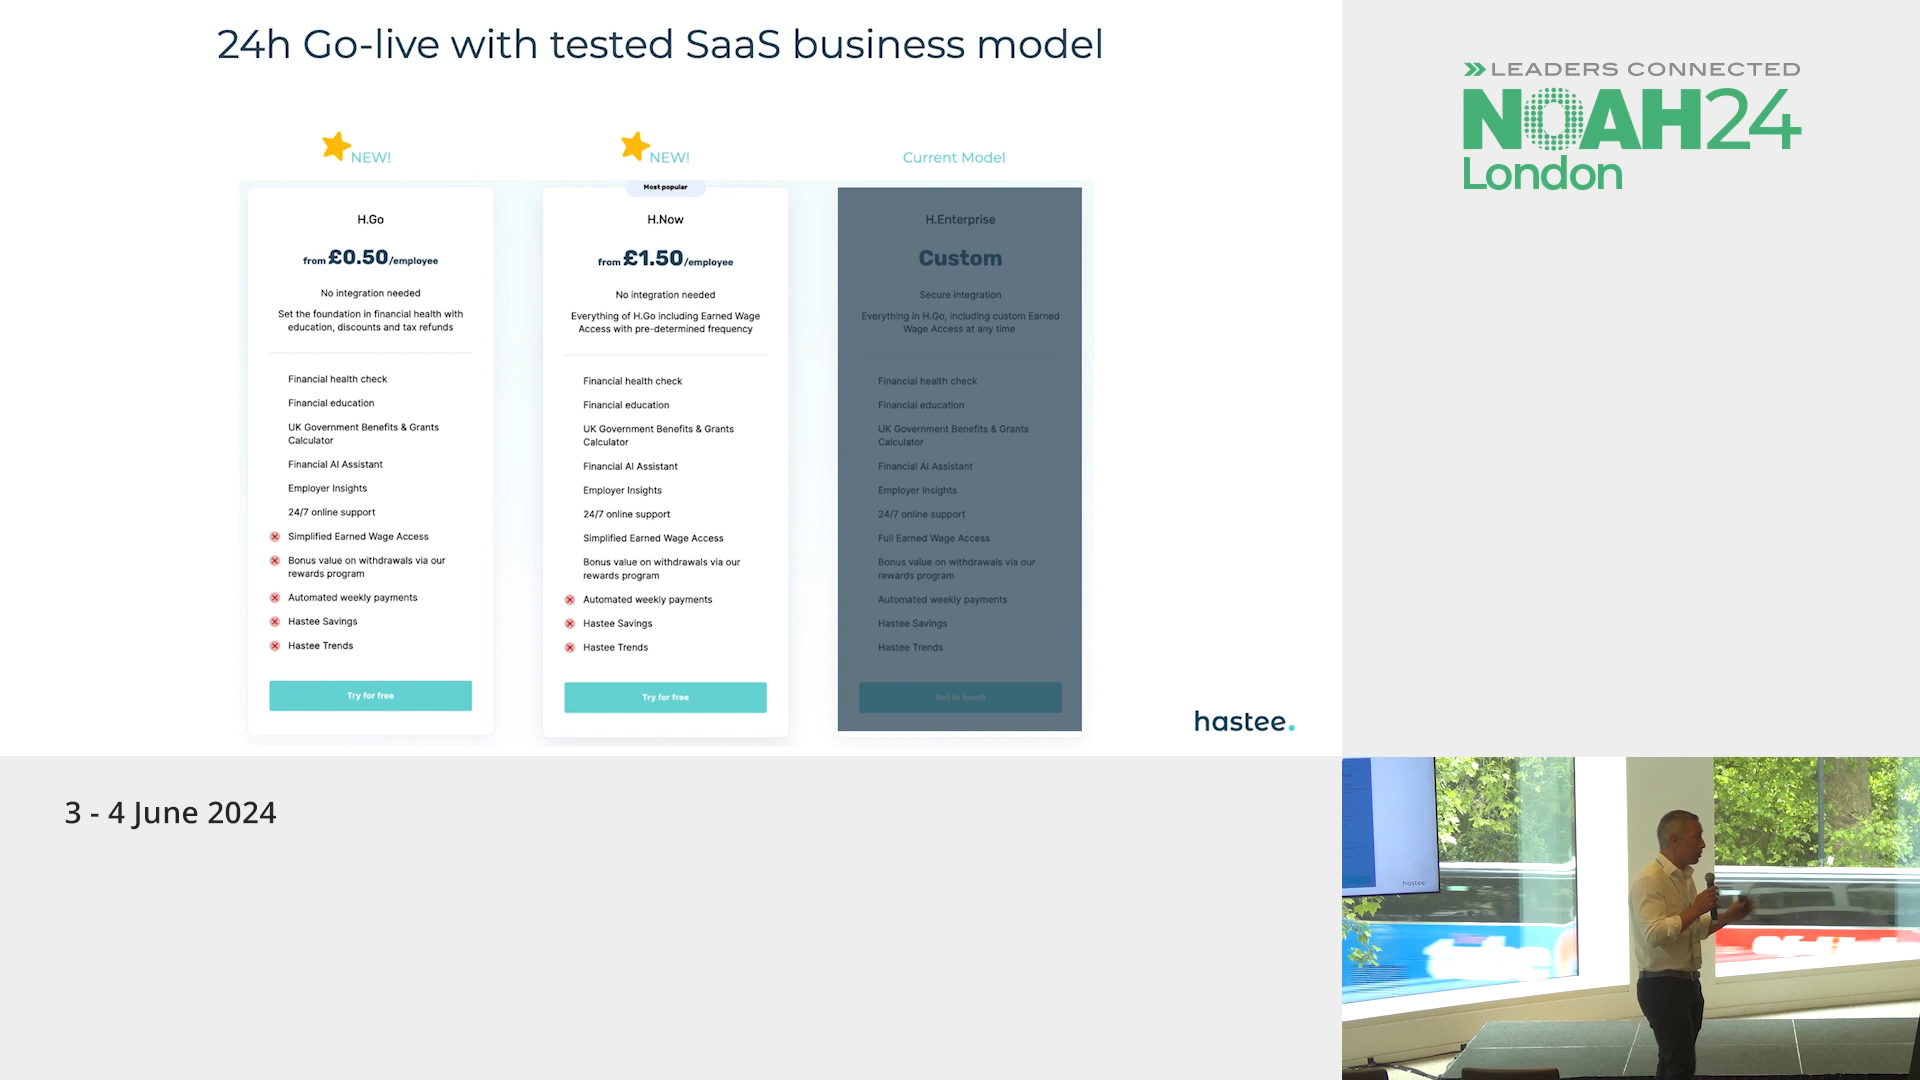 24h Go-live with tested SaaS business model
NEW!
NEW!
Current Model
H.Go
from £0.50/employee
No integration needed
Set the foundation in financial health with
education, discounts and tax refunds
Financial health check
Financial education
UK Government Benefits & Grants
Calculator
Financial AI Assistant
Employer Insights
24/7 online support
Simplified Earned Wage Access
Bonus value on withdrawals via our
rewards program
Automated weekly payments
Hastee Savings
Hastee Trends
Try for free
Most popular
H.Now
from £1.50/employee
No integration needed
Everything of H.Go including Earned Wage
Access with pre-determined frequency
Financial health check
Financial education
UK Government Benefits & Grants
Calculator
Financial AI Assistant
Employer Insights
24/7 online support
Simplified Earned Wage Access
Bonus value on withdrawals via our
rewards program
Automated weekly payments
Hastee Savings
Hastee Trends
Try for free
H.Enterprise
Custom
Secure integration
Everything in H.Go, including custom Earned
Wage Access at any time
Financial health check
Financial education
UK Government Benefits & Grants
Calculator
Financial AI Assistant
Employer Insights
24/7 online support
Full Earned Wage Access
Bonus value on withdrawals via our
rewards program
Automated weekly payments
Hastee Savings
Hastee Trends
Get in touch
hastee.
LEADERS CONNECTED
NOAH24
London
3 - 4 June 2024
hastee